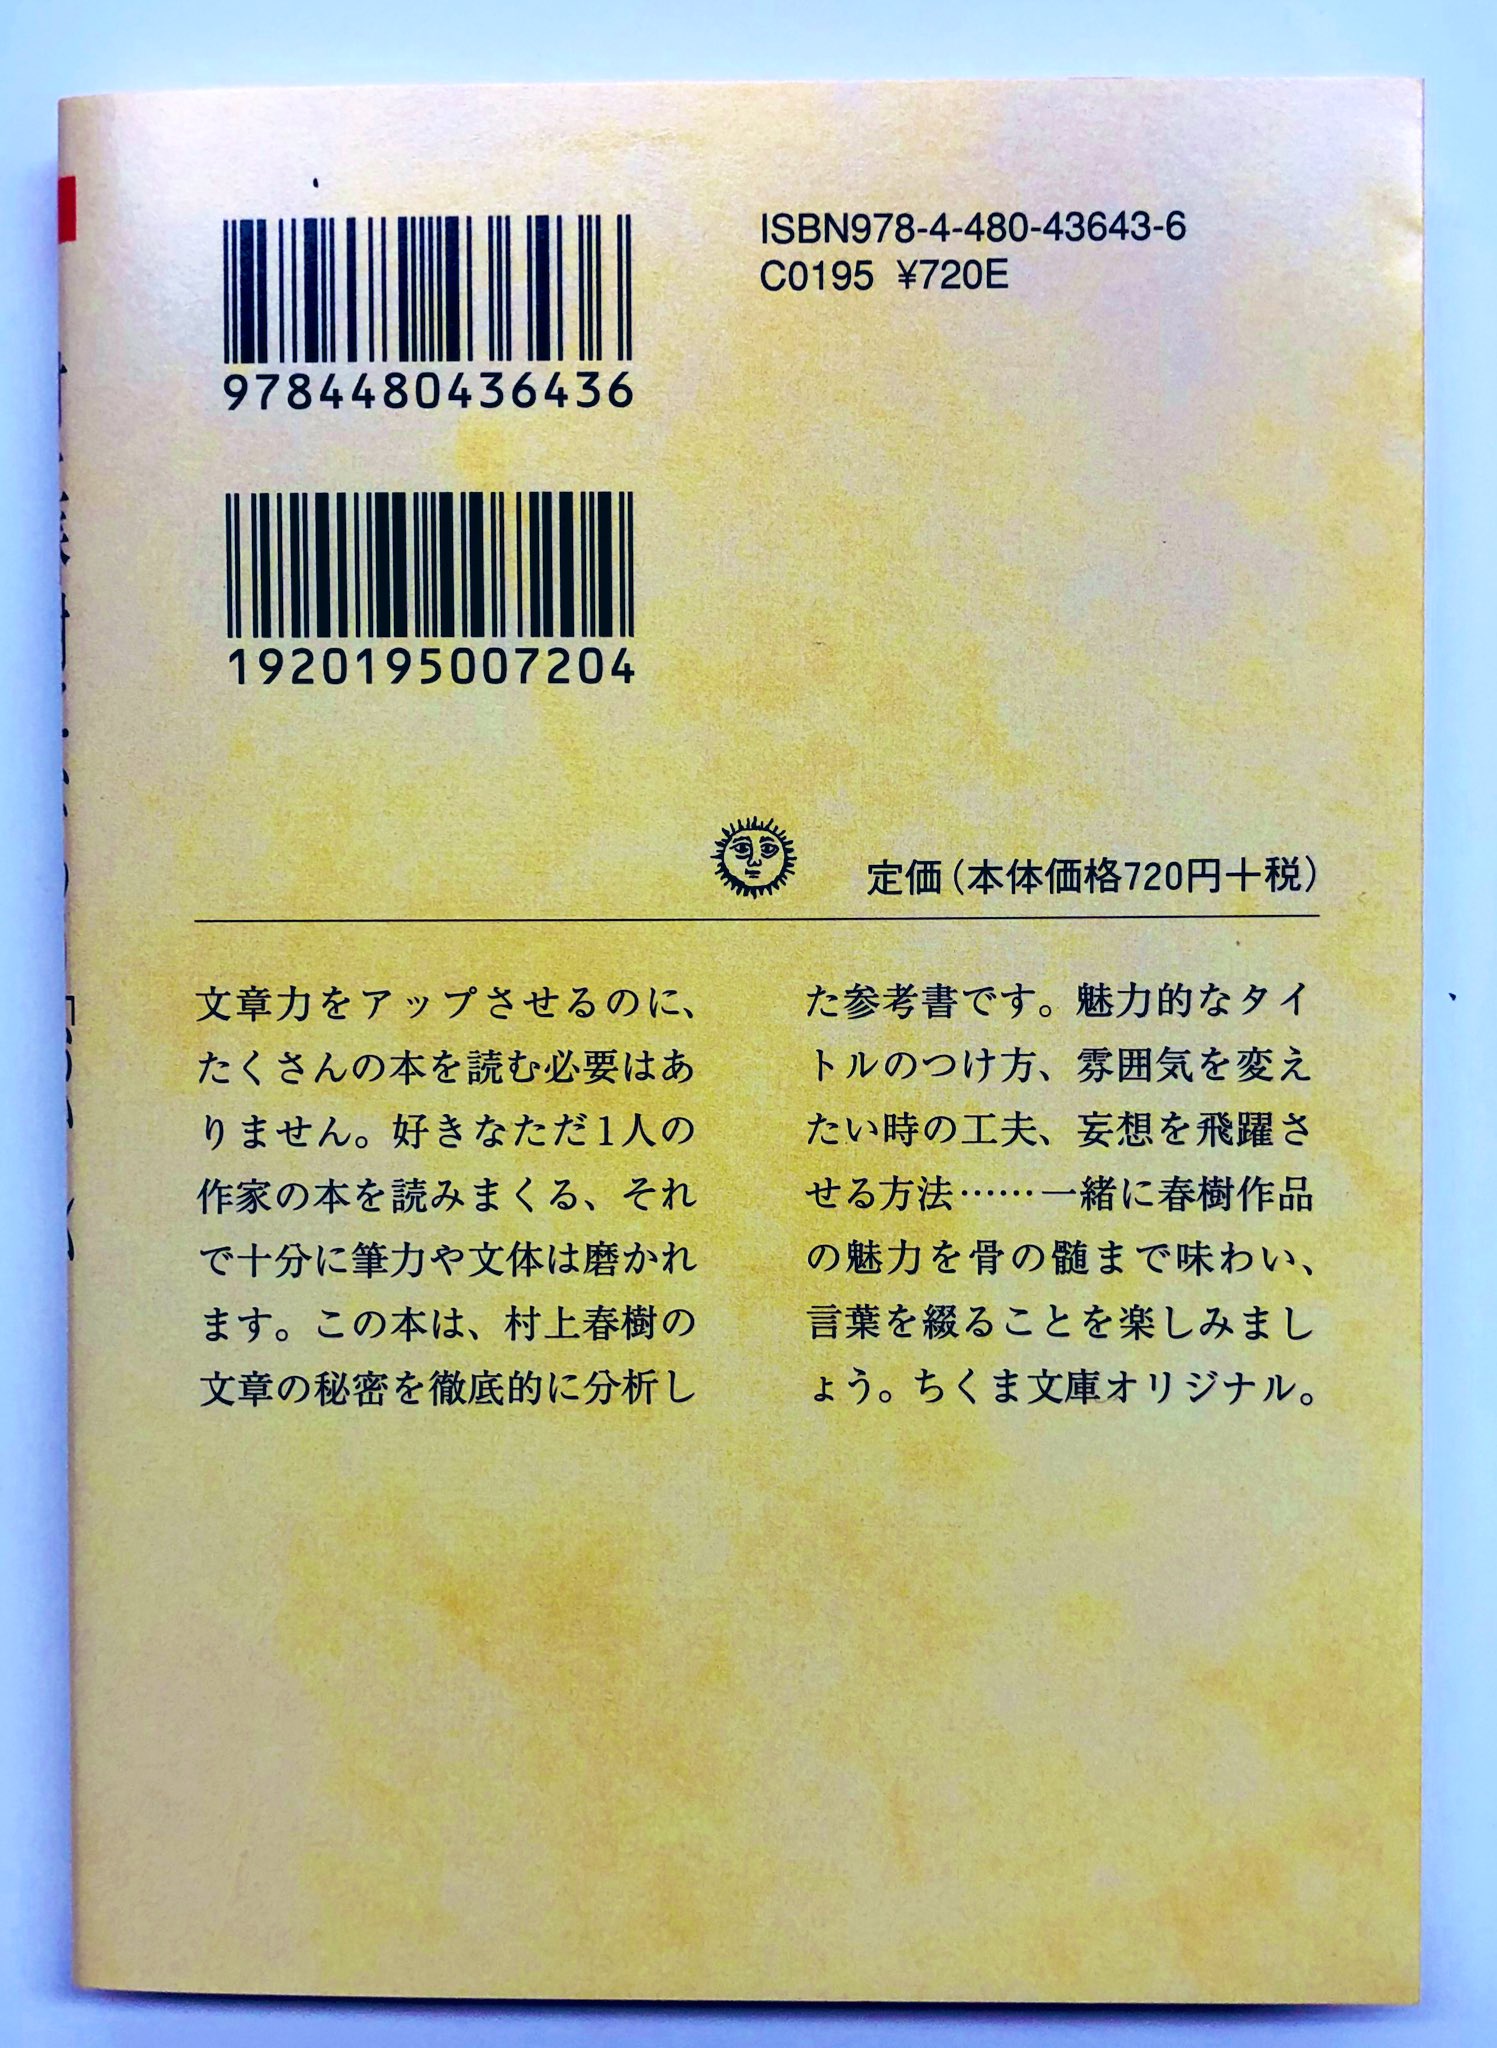 ISBN978-4-480-43643-6
C0195 ¥720E
9784480436436
1920195007204
定価(本体価格720円+税)
文章力をアップさせるのに、
たくさんの本を読む必要はあ
りません。好きなただ1人の
作家の本を読みまくる、それ
で十分に筆力や文体は磨かれ
ます。この本は、村上春樹の
文章の秘密を徹底的に分析し
た参考書です。魅力的なタイ
トルのつけ方、雰囲気を変え
たい時の工夫、妄想を飛躍さ
せる方法……一緒に春樹作品
の魅力を骨の髄まで味わい、
言葉を綴ることを楽しみまし
ょう。ちくま文庫オリジナル。